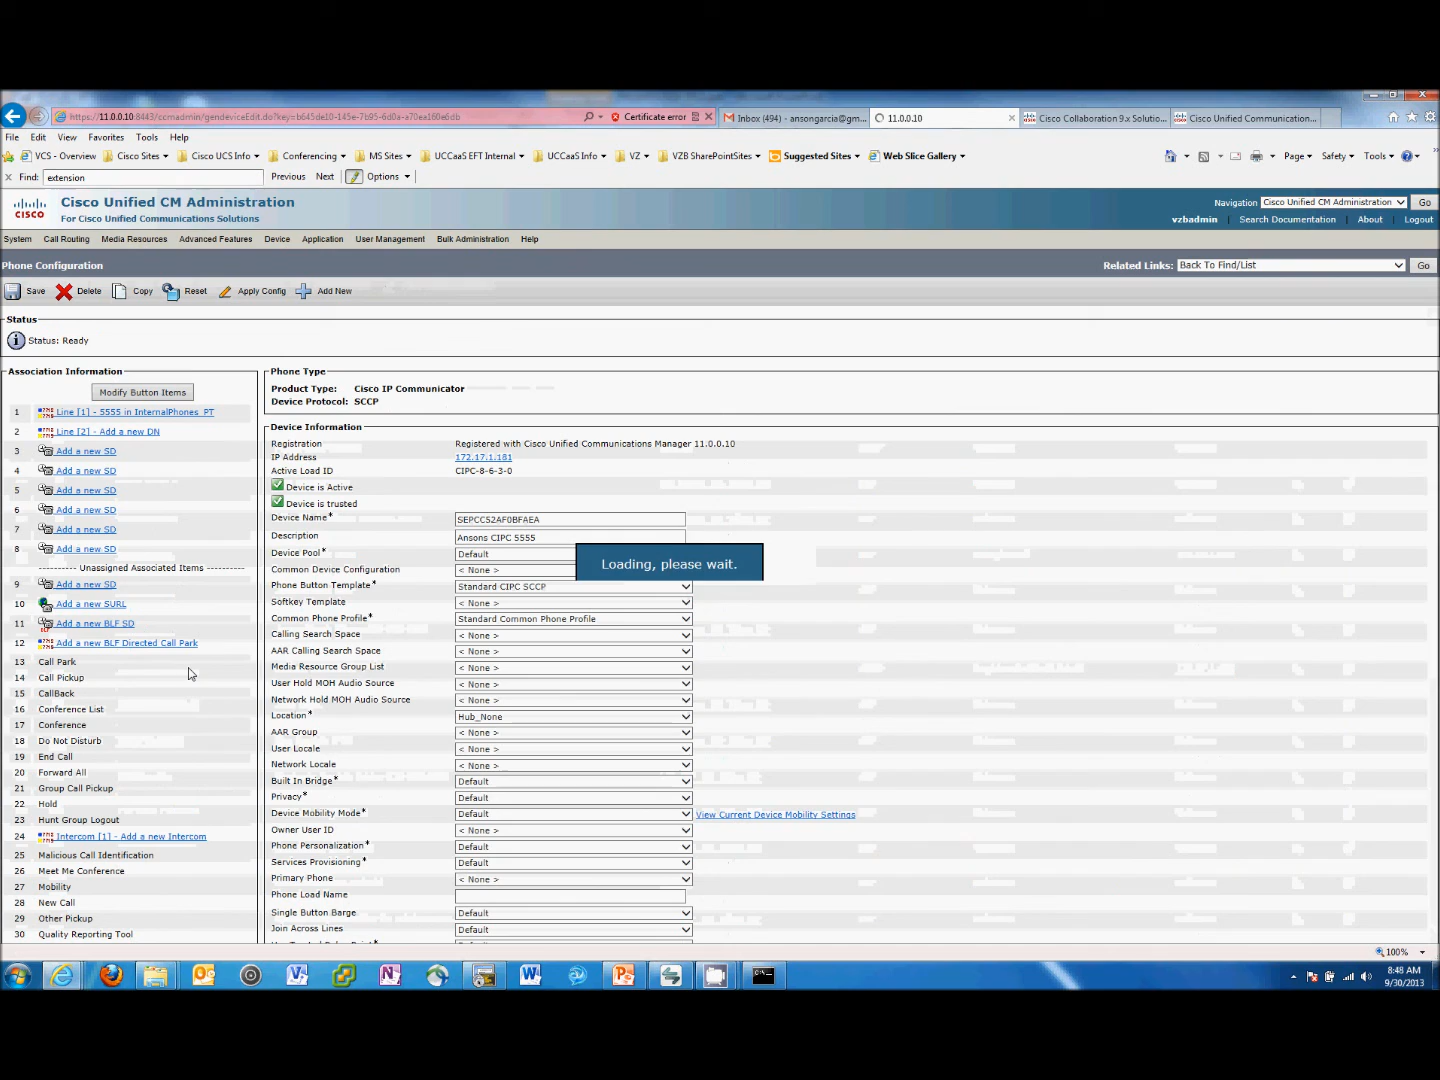 https://11.0.0.10:8443/ccmadmin/gendeviceEdit.do?key=b645de10-145e-7b95-6d0a-a70ea160e6db
Certificate error
Inbox (494) - ansongarcia@gm...
11.0.0.10
Cisco Collaboration 9.x Solutio...
Cisco Unified Communication...
File Edit View Favorites Tools Help
VCS - Overview Cisco Sites Cisco UCS Info Conferencing MS Sites UCCaaS EFT Internal UCCaaS Info VZ VZB SharePointSites Suggested Sites Web Slice Gallery Page Safety Tools
Find: extension Previous Next Options
CISCO
Cisco Unified CM Administration
For Cisco Unified Communications Solutions
Navigation Cisco Unified CM Administration Go
vzbadmin Search Documentation About Logout
System Call Routing Media Resources Advanced Features Device Application User Management Bulk Administration Help
Phone Configuration
Related Links: Back To Find/List Go
Save Delete Copy Reset Apply Config Add New
Status
Status: Ready
Association Information
Modify Button Items
1 Line [1] - 5555 in InternalPhones_PT
2 Line [2] - Add a new DN
3 Add a new SD
4 Add a new SD
5 Add a new SD
6 Add a new SD
7 Add a new SD
8 Add a new SD
---------- Unassigned Associated Items ----------
9 Add a new SD
10 Add a new SURL
11 Add a new BLF SD
12 Add a new BLF Directed Call Park
13 Call Park
14 Call Pickup
15 CallBack
16 Conference List
17 Conference
18 Do Not Disturb
19 End Call
20 Forward All
21 Group Call Pickup
22 Hold
23 Hunt Group Logout
24 Intercom [1] - Add a new Intercom
25 Malicious Call Identification
26 Meet Me Conference
27 Mobility
28 New Call
29 Other Pickup
30 Quality Reporting Tool
Phone Type
Product Type: Cisco IP Communicator
Device Protocol: SCCP
Device Information
Registration Registered with Cisco Unified Communications Manager 11.0.0.10
IP Address 172.17.1.181
Active Load ID CIPC-8-6-3-0
Device is Active
Device is trusted
Device Name* SEPCC52AF0BFAEA
Description Ansons CIPC 5555
Device Pool* Default
Loading, please wait.
Common Device Configuration < None >
Phone Button Template* Standard CIPC SCCP
Softkey Template < None >
Common Phone Profile* Standard Common Phone Profile
Calling Search Space < None >
AAR Calling Search Space < None >
Media Resource Group List < None >
User Hold MOH Audio Source < None >
Network Hold MOH Audio Source < None >
Location* Hub_None
AAR Group < None >
User Locale < None >
Network Locale < None >
Built In Bridge* Default
Privacy* Default
Device Mobility Mode* Default View Current Device Mobility Settings
Owner User ID < None >
Phone Personalization* Default
Services Provisioning* Default
Primary Phone < None >
Phone Load Name
Single Button Barge Default
Join Across Lines Default
100%
8:48 AM
9/30/2013